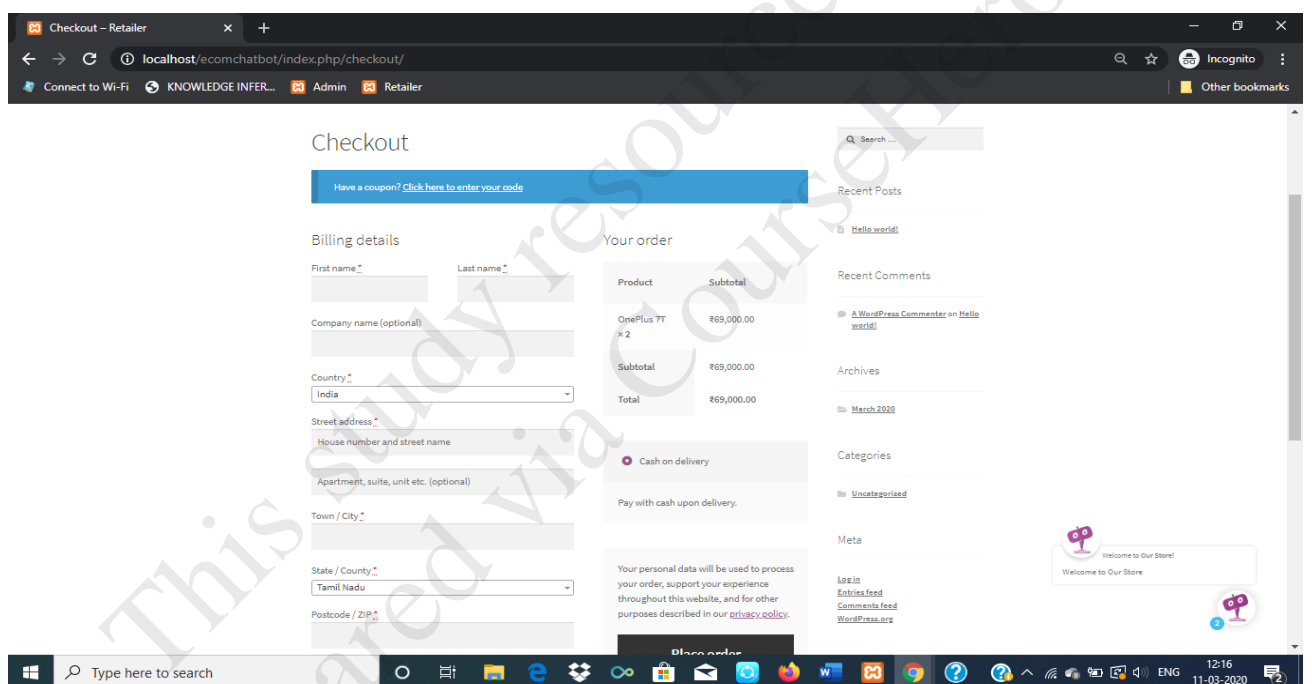 Checkout – Retailer
localhost/ecomchatbot/index.php/checkout/
Incognito
Connect to Wi-Fi KNOWLEDGE INFER... Admin Retailer Other bookmarks
Checkout
Have a coupon? Click here to enter your code
Billing details
First name * Last name *
Company name (optional)
Country *
India
Street address *
House number and street name
Apartment, suite, unit etc. (optional)
Town / City *
State / County *
Tamil Nadu
Postcode / ZIP *
Your order
Product Subtotal
OnePlus 7T ₹69,000.00
× 2
Subtotal ₹69,000.00
Total ₹69,000.00
Cash on delivery
Pay with cash upon delivery.
Your personal data will be used to process
your order, support your experience
throughout this website, and for other
purposes described in our privacy policy.
Place order
Search ...
Recent Posts
Hello world!
Recent Comments
A WordPress Commenter on Hello
world!
Archives
March 2020
Categories
Uncategorized
Meta
Log in
Entries feed
Comments feed
WordPress.org
Welcome to Our Store!
Welcome to Our Store
2
Type here to search
ENG
12:16
11-03-2020
2
This study resource
ared via CourseHer